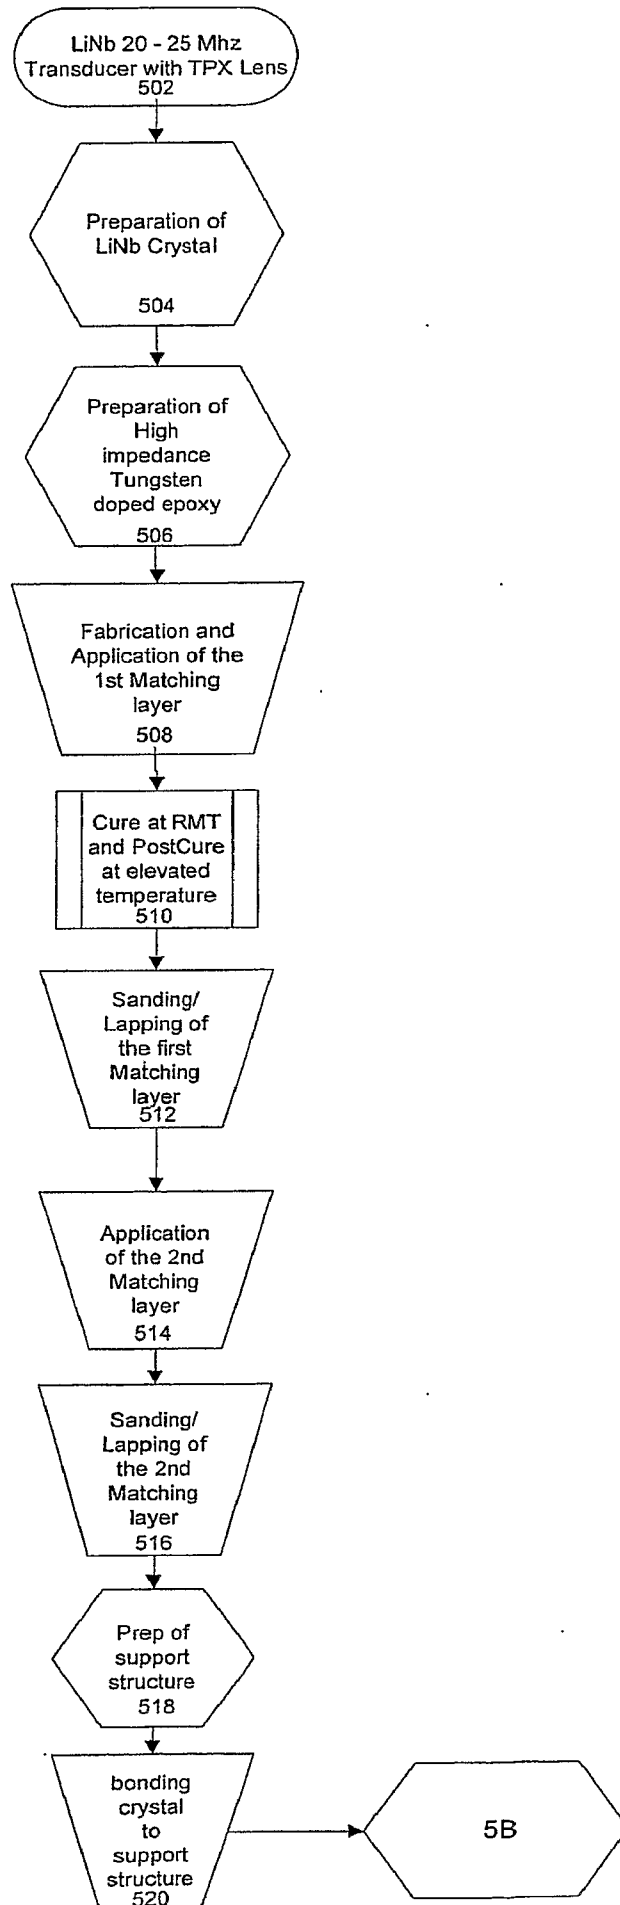 LiNb 20 - 25 Mhz
Transducer with TPX Lens
502
Preparation of
LiNb Crystal
504
Preparation of
High
impedance
Tungsten
doped epoxy
506
Fabrication and
Application of the
1st Matching
layer
508
Cure at RMT
and PostCure
at elevated
temperature
510
Sanding/
Lapping of
the first
Matching
layer
512
Application
of the 2nd
Matching
layer
514
Sanding/
Lapping of
the 2nd
Matching
layer
516
Prep of
support
structure
518
bonding
crystal
to
support
structure
520
5B